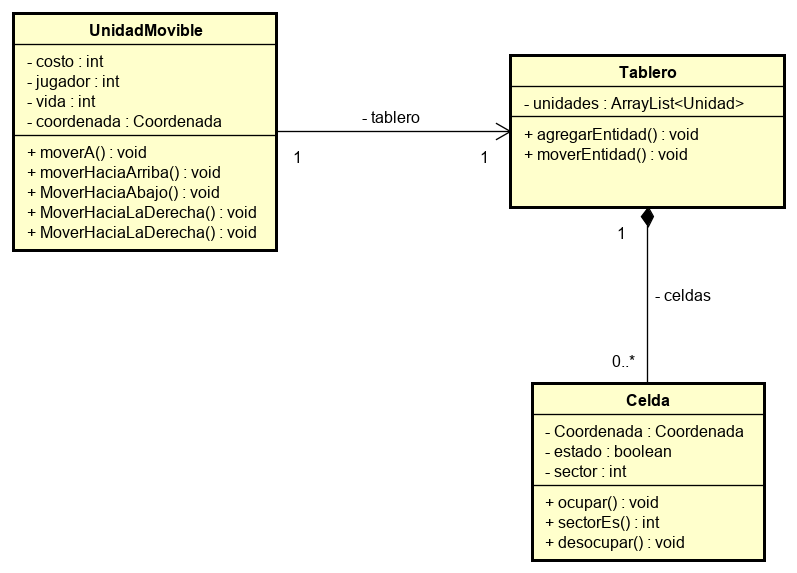 UnidadMovible
- costo : int
- jugador : int
- vida : int
- coordenada : Coordenada
+ moverA() : void
+ moverHaciaArriba() : void
+ MoverHaciaAbajo() : void
+ MoverHaciaLaDerecha() : void
+ MoverHaciaLaDerecha() : void
- tablero
1
1
Tablero
- unidades : ArrayList<Unidad>
+ agregarEntidad() : void
+ moverEntidad() : void
1
- celdas
0..*
Celda
- Coordenada : Coordenada
- estado : boolean
- sector : int
+ ocupar() : void
+ sectorEs() : int
+ desocupar() : void